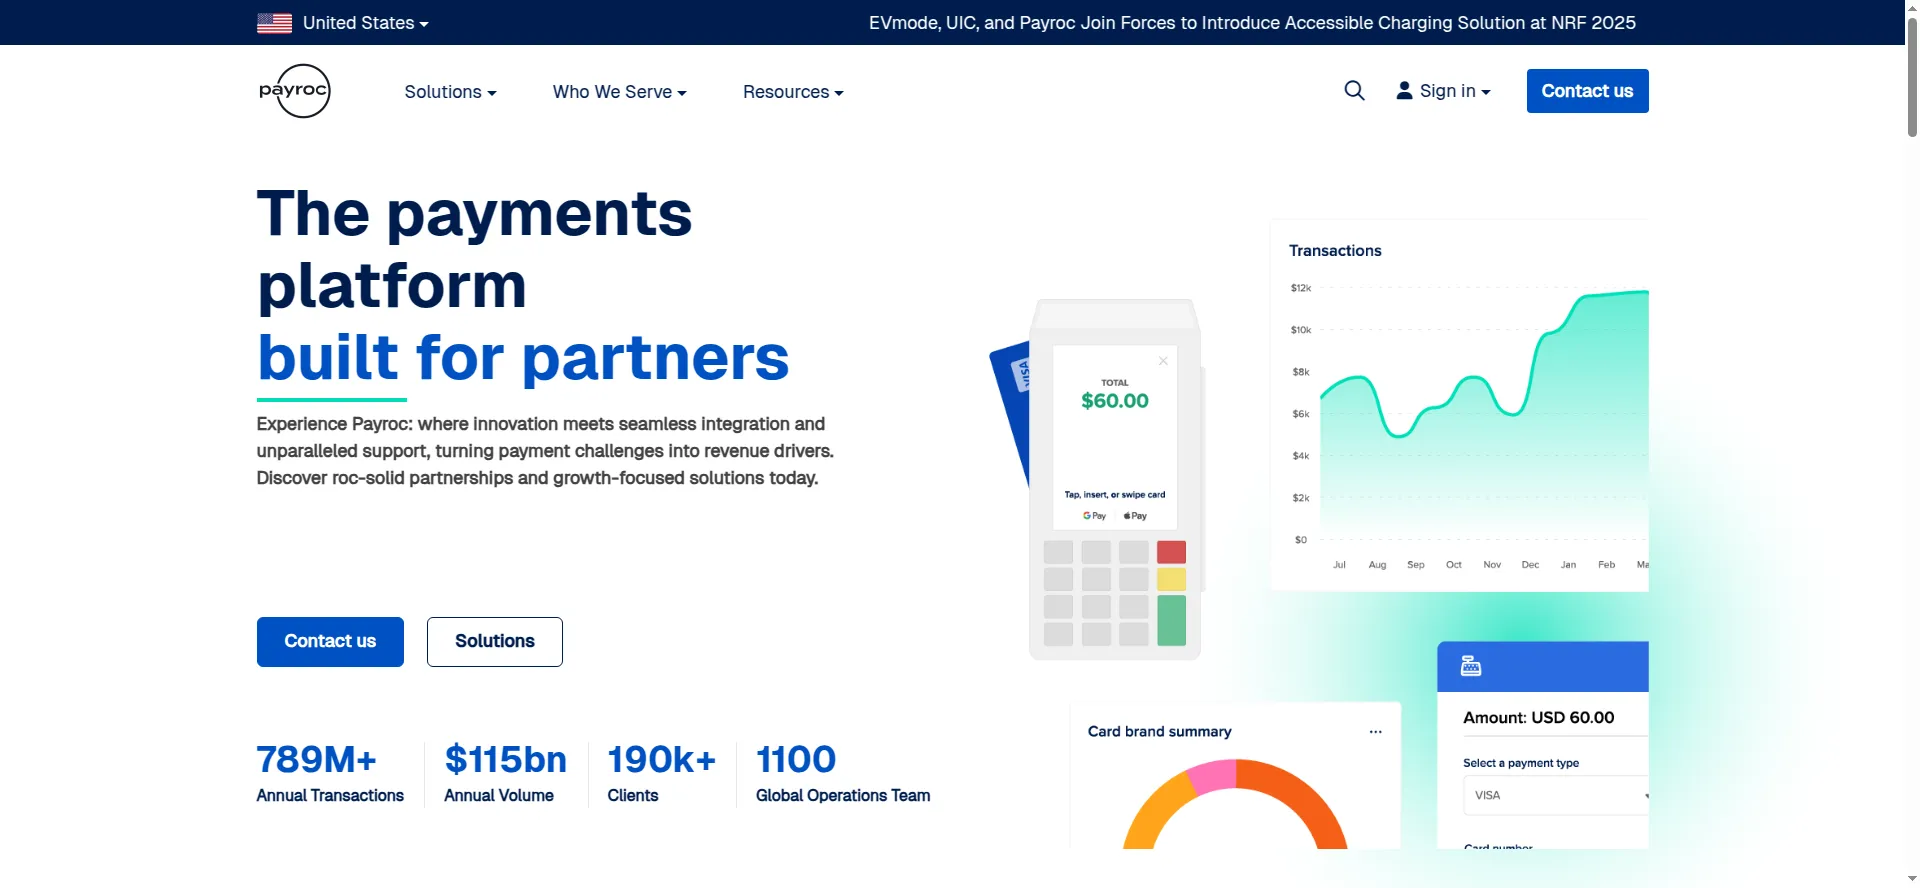 United States
EVmode, UIC, and Payroc Join Forces to Introduce Accessible Charging Solution at NRF 2025
payroc
Solutions
Who We Serve
Resources
Sign in
Contact us
The payments
platform
built for partners
Experience Payroc: where innovation meets seamless integration and
unparalleled support, turning payment challenges into revenue drivers.
Discover roc-solid partnerships and growth-focused solutions today.
Contact us
Solutions
789M+
Annual Transactions
$115bn
Annual Volume
190k+
Clients
1100
Global Operations Team
VISA
TOTAL
$60.00
Tap, insert, or swipe card
G Pay
Pay
Transactions
$12k
$10k
$8k
$6k
$4k
$2k
$0
Jul Aug Sep Oct Nov Dec Jan Feb Ma
Card brand summary
Amount: USD 60.00
Select a payment type
VISA
Card number